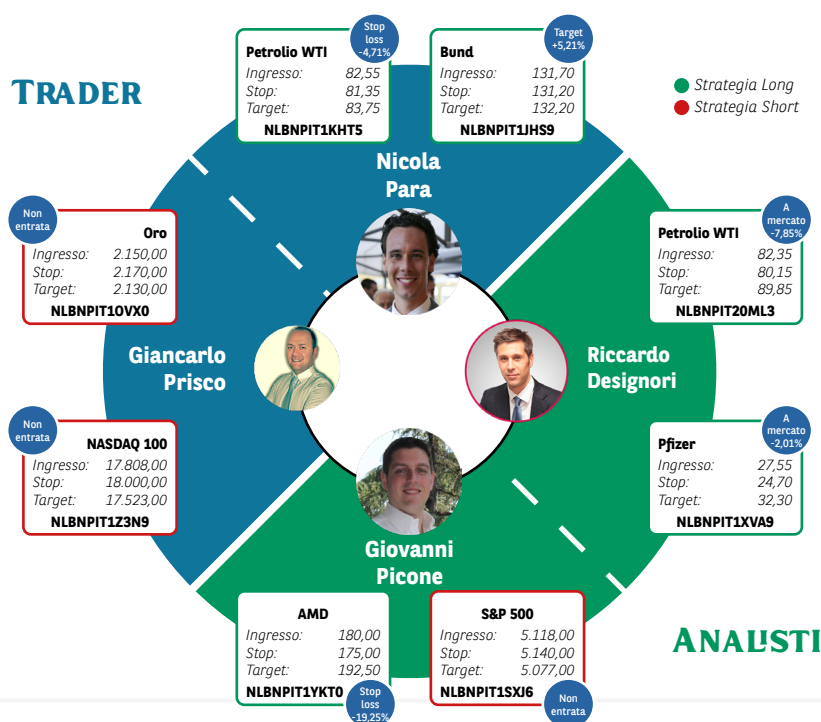 TRADER
Stop
loss
-4,71%
Petrolio WTI
Ingresso: 82,55
Stop: 81,35
Target: 83,75
NLBNPIT1KHT5
Target
+5,21%
Bund
Ingresso: 131,70
Stop: 131,20
Target: 132,20
NLBNPIT1JHS9
Strategia Long
Strategia Short
Nicola
Para
Non
entrata
Oro
Ingresso: 2.150,00
Stop: 2.170,00
Target: 2.130,00
NLBNPIT1OVX0
A
mercato
-7,85%
Petrolio WTI
Ingresso: 82,35
Stop: 80,15
Target: 89,85
NLBNPIT20ML3
Giancarlo
Prisco
Riccardo
Designori
Non
entrata
NASDAQ 100
Ingresso: 17.808,00
Stop: 18.000,00
Target: 17.523,00
NLBNPIT1Z3N9
A
mercato
-2,01%
Pfizer
Ingresso: 27,55
Stop: 24,70
Target: 32,30
NLBNPIT1XVA9
Giovanni
Picone
AMD
Ingresso: 180,00
Stop: 175,00
Target: 192,50
NLBNPIT1YKT0
Stop
loss
-19,25%
S&P 500
Ingresso: 5.118,00
Stop: 5.140,00
Target: 5.077,00
NLBNPIT1SXJ6
Non
entrata
ANALISTI